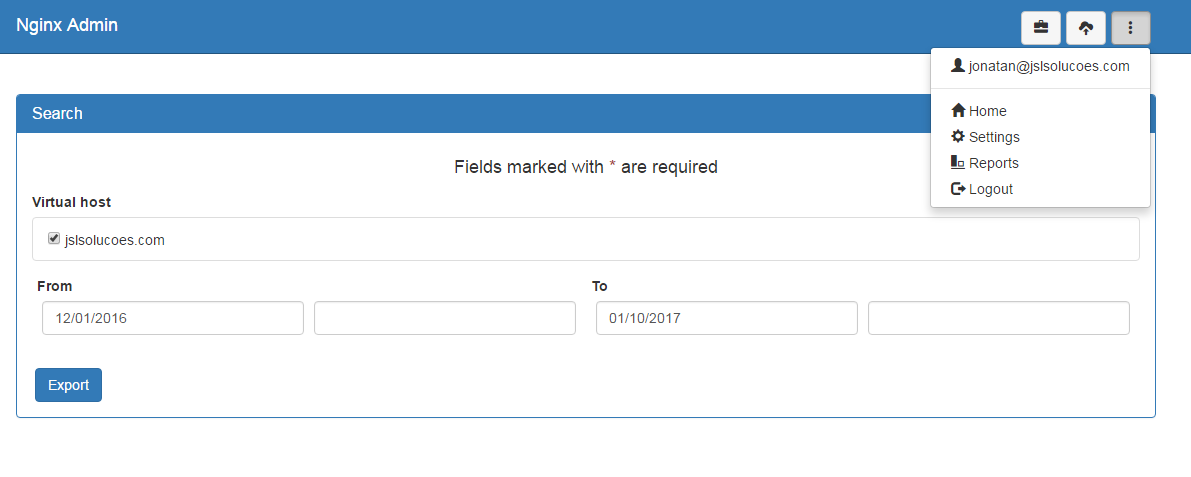 Nginx Admin
jonatan@jslsolucoes.com
Home
Settings
Reports
Logout
Search
Fields marked with * are required
Virtual host
jslsolucoes.com
From To
12/01/2016 01/10/2017
Export